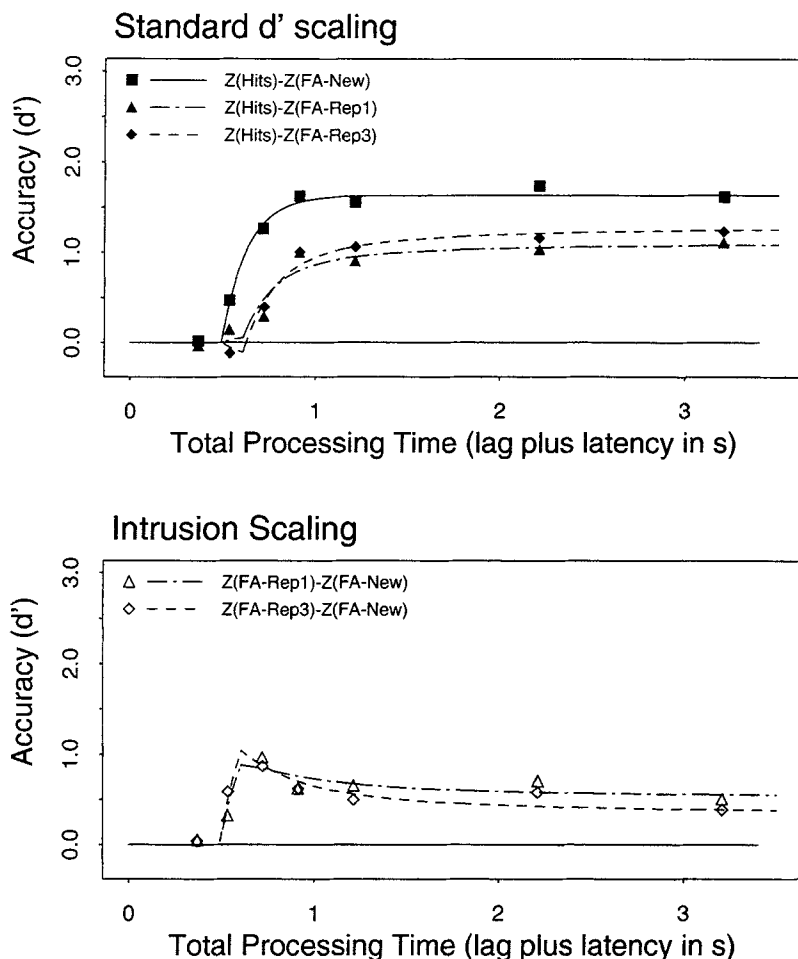 Standard d' scaling
Z(Hits)-Z(FA-New)
Z(Hits)-Z(FA-Rep1)
Z(Hits)-Z(FA-Rep3)
Accuracy (d')
3.0
2.0
1.0
0.0
0 1 2 3
Total Processing Time (lag plus latency in s)
Intrusion Scaling
Z(FA-Rep1)-Z(FA-New)
Z(FA-Rep3)-Z(FA-New)
Accuracy (d')
3.0
2.0
1.0
0.0
0 1 2 3
Total Processing Time (lag plus latency in s)